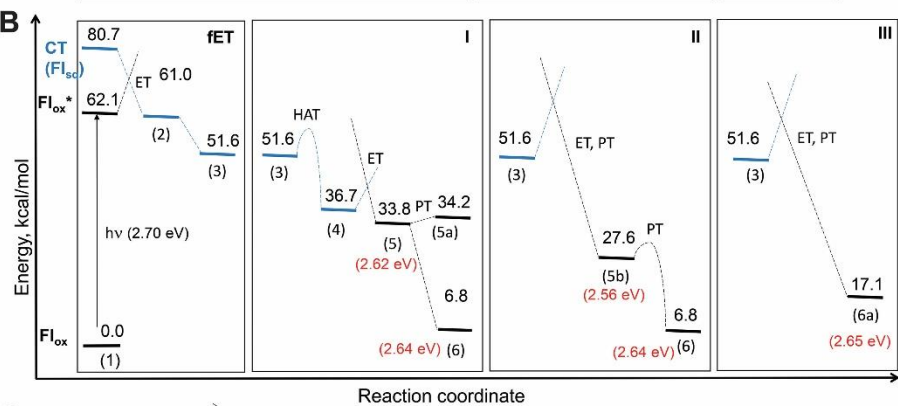 B
Energy, kcal/mol
80.7
fET
CT
(Fl_sq)
ET 61.0
Fl_ox*
62.1
(2)
51.6
(3)
hν (2.70 eV)
Fl_ox
0.0
(1)
I
HAT
51.6
(3)
ET
36.7
(4)
33.8
PT
34.2
(5)
(5a)
(2.62 eV)
6.8
(2.64 eV) (6)
II
51.6
(3)
ET, PT
27.6
PT
(5b)
(2.56 eV)
6.8
(2.64 eV) (6)
III
51.6
(3)
ET, PT
17.1
(6a)
(2.65 eV)
Reaction coordinate